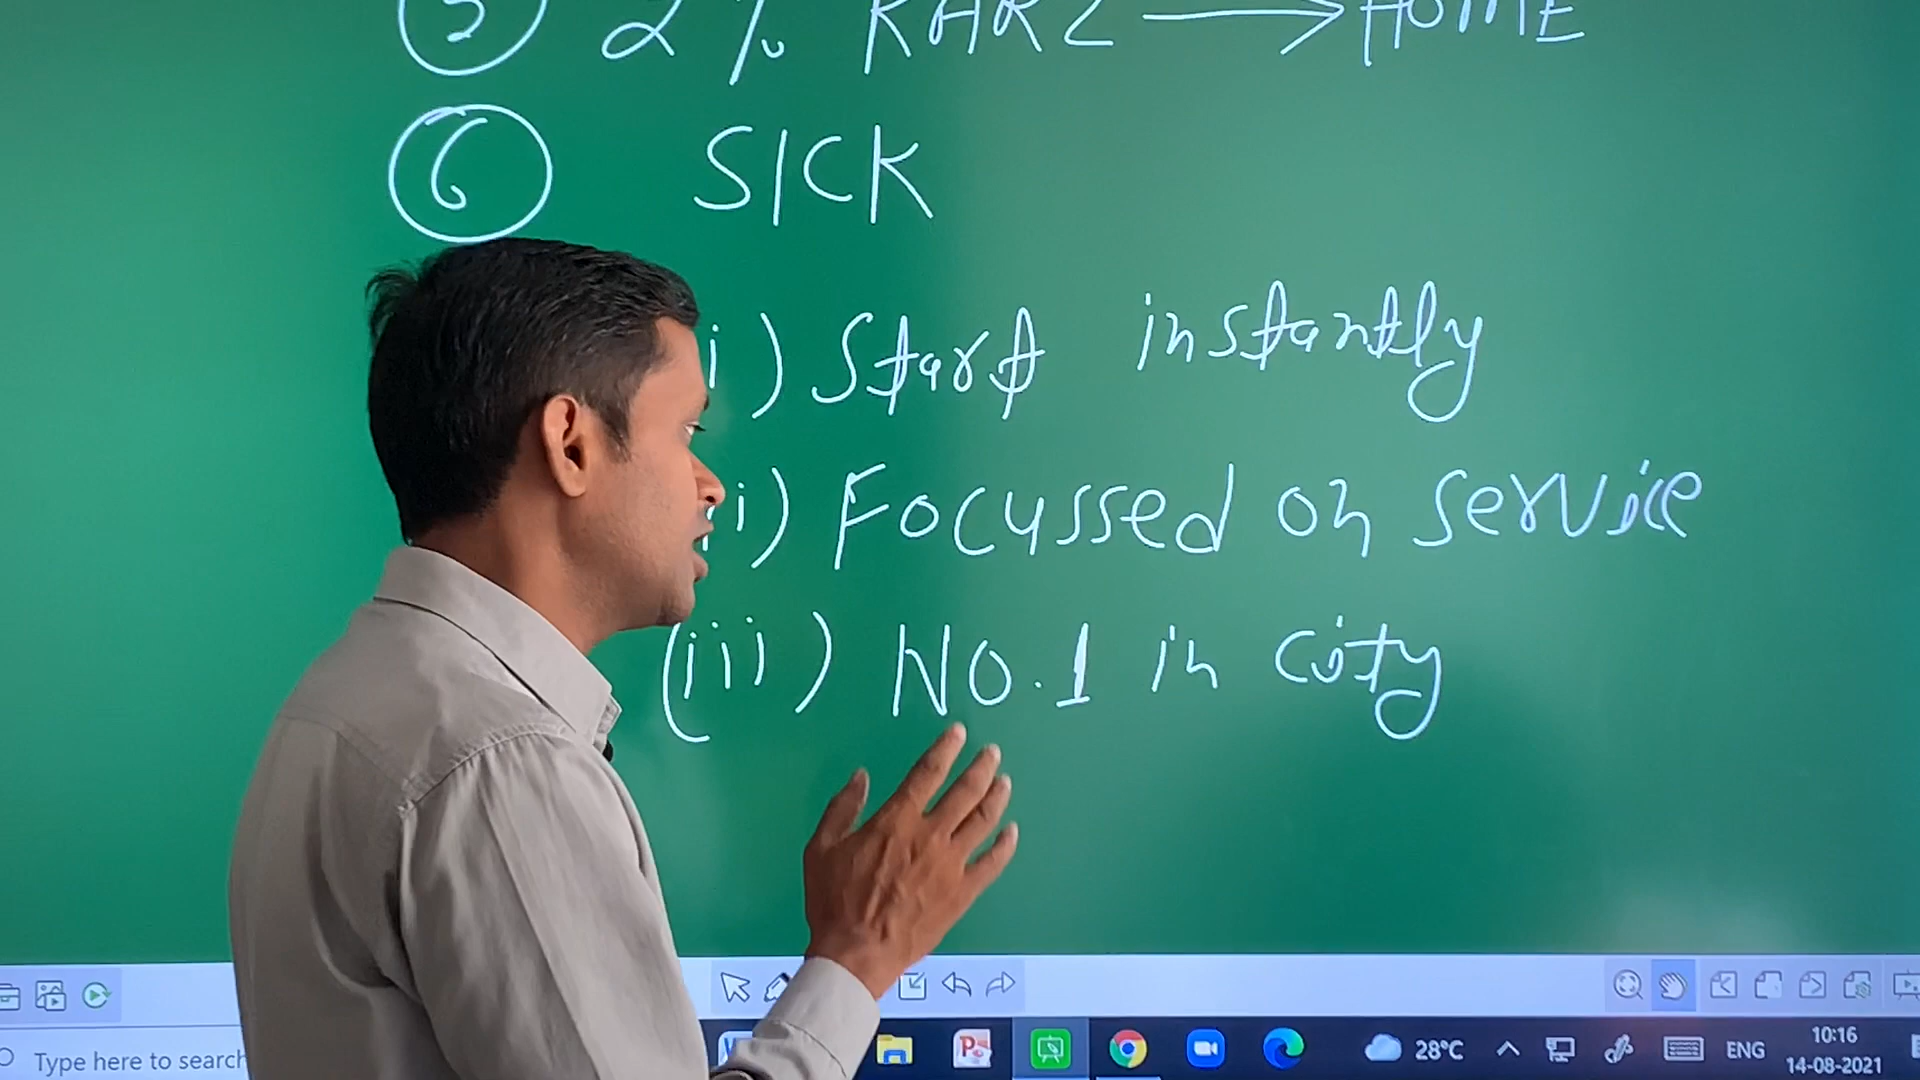 5 2% KARZ → HOME
6 SICK
i) Start instantly
ii) Focussed on service
(iii) NO.1 in city
Type here to search
28°C ENG 10:16
14-08-2021